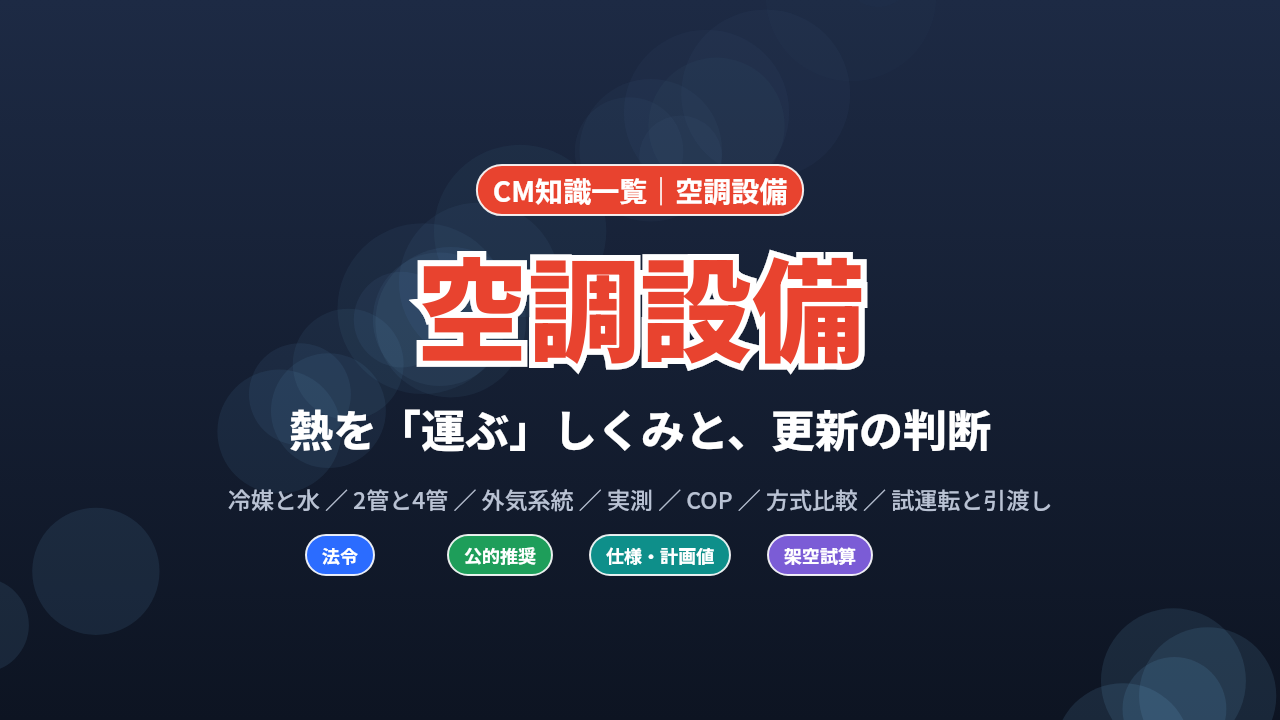 CM知識一覧｜空調設備
空調設備
熱を「運ぶ」しくみと、更新の判断
冷媒と水 ／ 2管と4管 ／ 外気系統 ／ 実測 ／ COP ／ 方式比較 ／ 試運転と引渡し
法令 公的推奨 仕様・計画値 架空試算